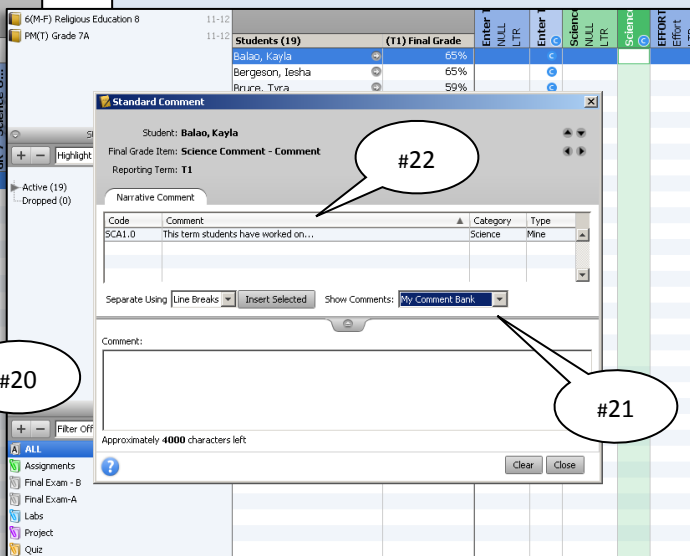 6(M-F) Religious Education 8 11-12
PM(T) Grade 7A 11-12
Students (19) (T1) Final Grade
Enter
NULL
LTR
Enter
C
Scienc
NULL
LTR
Scienc
C
EFFORT
Effort
LTR
Balao, Kayla 65% C
Bergeson, Iesha 65% C
Bruce, Tyra 59% C
Standard Comment
Student: Balao, Kayla
Final Grade Item: Science Comment - Comment
Reporting Term: T1
#22
Narrative Comment
Code Comment Category Type
SCA1.0 This term students have worked on... Science Mine
Separate Using Line Breaks Insert Selected Show Comments: My Comment Bank
Comment:
#21
Approximately 4000 characters left
? Clear Close
+ - Highlight
Active (19)
Dropped (0)
#20
+ - Filter Off
A ALL
Assignments
Final Exam - B
Final Exam-A
Labs
Project
Quiz